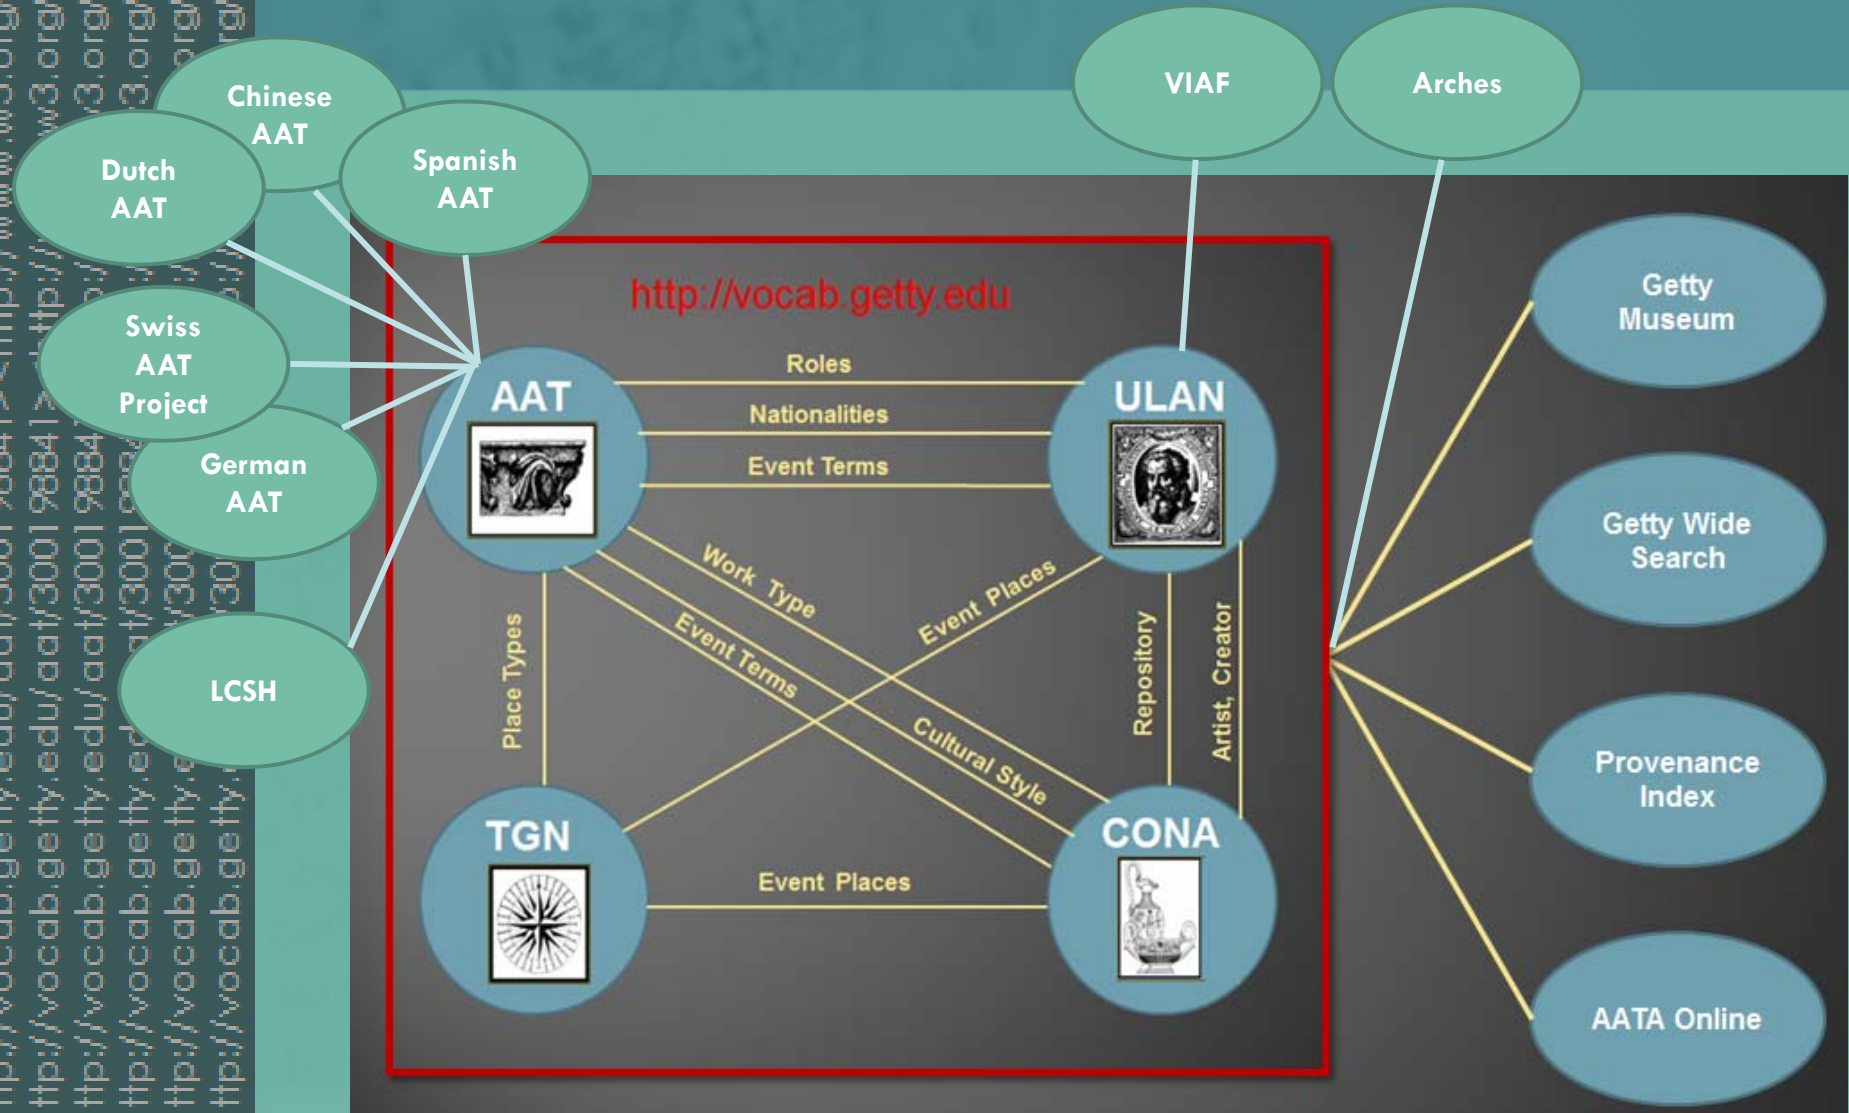 Chinese
AAT
Dutch
AAT
Spanish
AAT
VIAF
Arches
Swiss
AAT
Project
German
AAT
LCSH
http://vocab.getty.edu
AAT
ULAN
Roles
Nationalities
Event Terms
Work Type
Event Terms
Cultural Style
Event Places
Place Types
Repository
Artist, Creator
TGN
CONA
Event Places
Getty
Museum
Getty Wide
Search
Provenance
Index
AATA Online